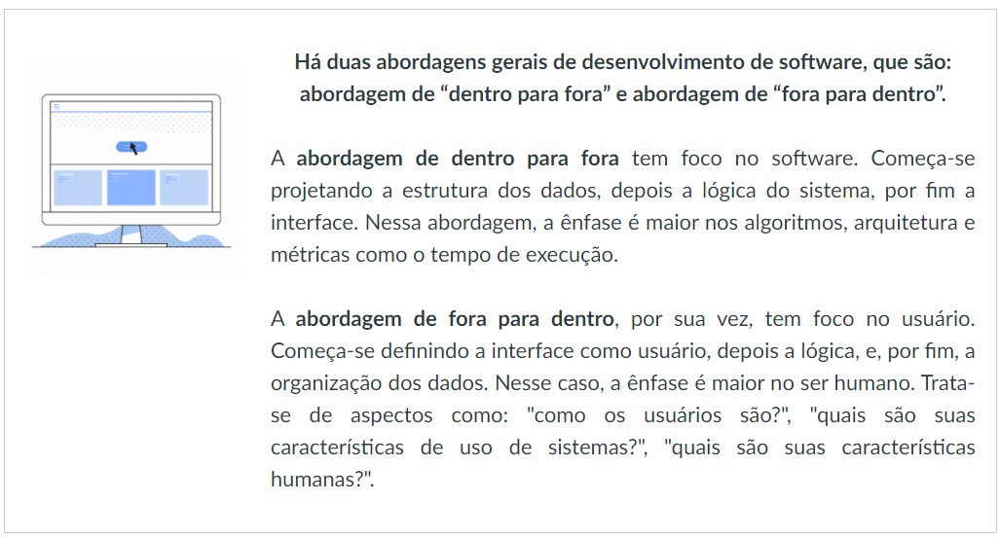 Há duas abordagens gerais de desenvolvimento de software, que são:
abordagem de “dentro para fora” e abordagem de “fora para dentro”.
A abordagem de dentro para fora tem foco no software. Começa-se
projetando a estrutura dos dados, depois a lógica do sistema, por fim a
interface. Nessa abordagem, a ênfase é maior nos algoritmos, arquitetura e
métricas como o tempo de execução.
A abordagem de fora para dentro, por sua vez, tem foco no usuário.
Começa-se definindo a interface como usuário, depois a lógica, e, por fim, a
organização dos dados. Nesse caso, a ênfase é maior no ser humano. Trata-
se de aspectos como: "como os usuários são?", "quais são suas
características de uso de sistemas?", "quais são suas características
humanas?".